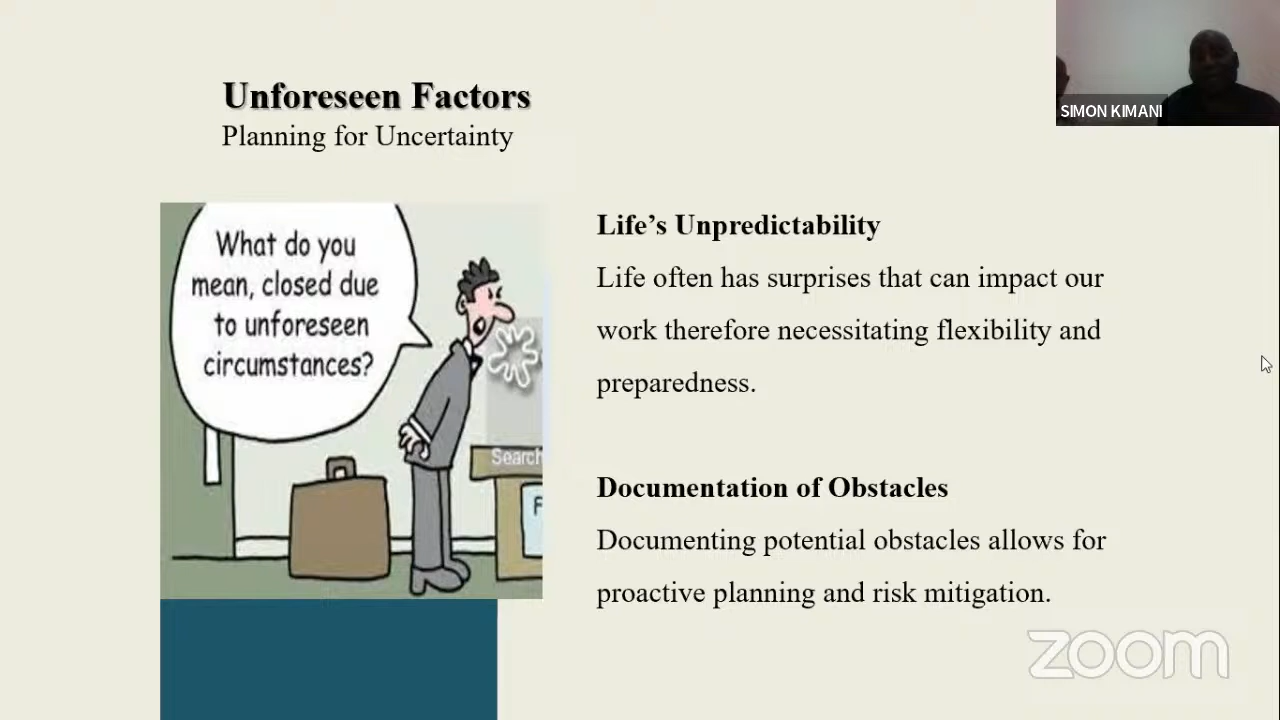 Unforeseen Factors
Planning for Uncertainty
SIMON KIMANI
What do you
mean, closed due
to unforeseen
circumstances?
Search
F
Life’s Unpredictability
Life often has surprises that can impact our
work therefore necessitating flexibility and
preparedness.
Documentation of Obstacles
Documenting potential obstacles allows for
proactive planning and risk mitigation.
zoom